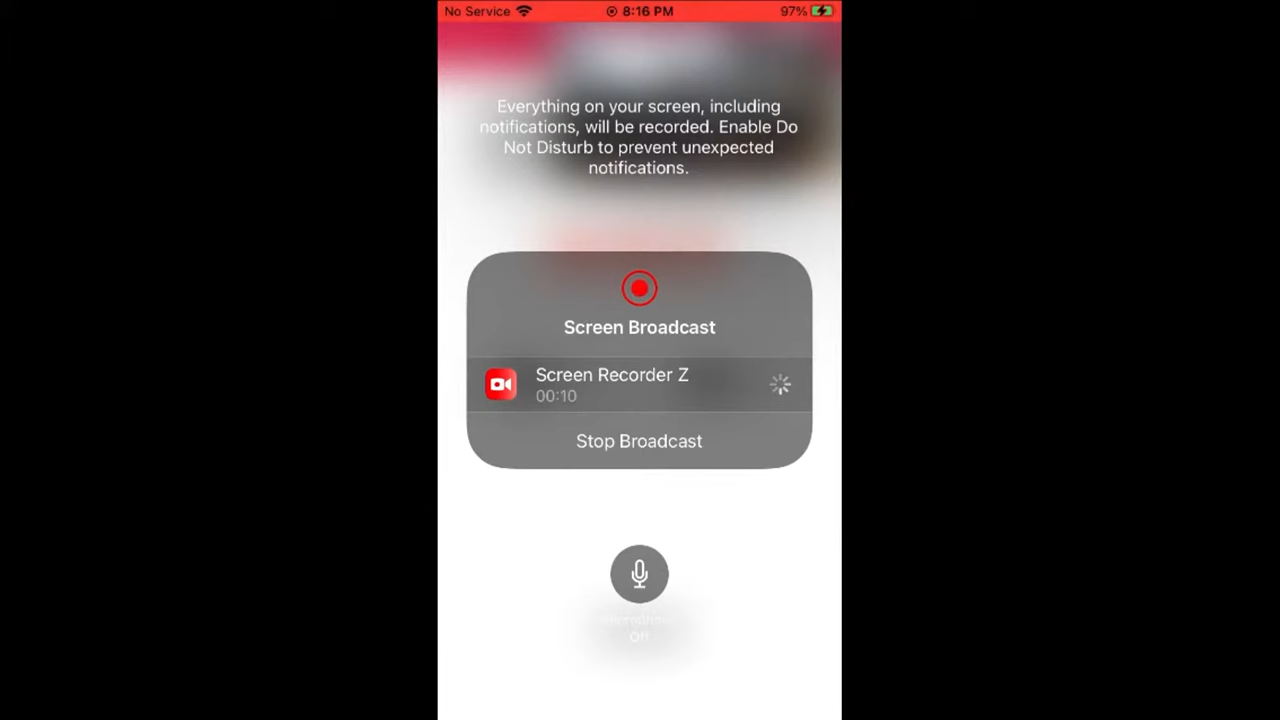 No Service 8:16 PM 97%
Everything on your screen, including
notifications, will be recorded. Enable Do
Not Disturb to prevent unexpected
notifications.
Screen Broadcast
Screen Recorder Z
00:10
Stop Broadcast
Off